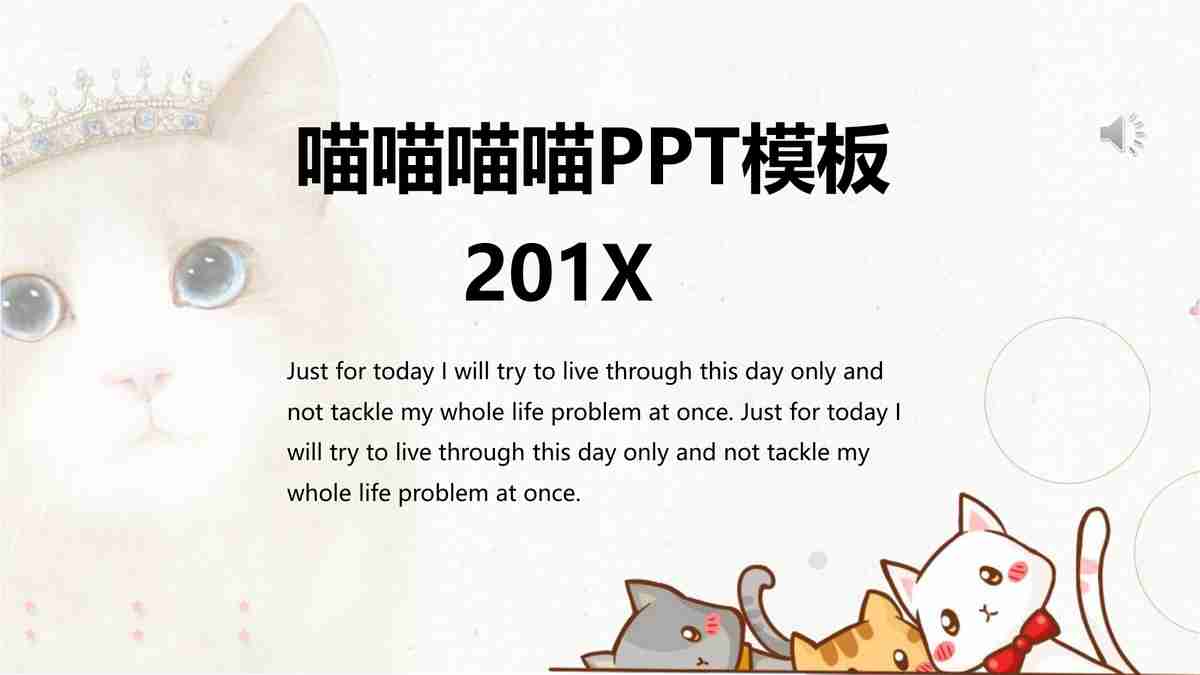 喵喵喵喵PPT模板
201X
Just for today I will try to live through this day only and
not tackle my whole life problem at once. Just for today I
will try to live through this day only and not tackle my
whole life problem at once.